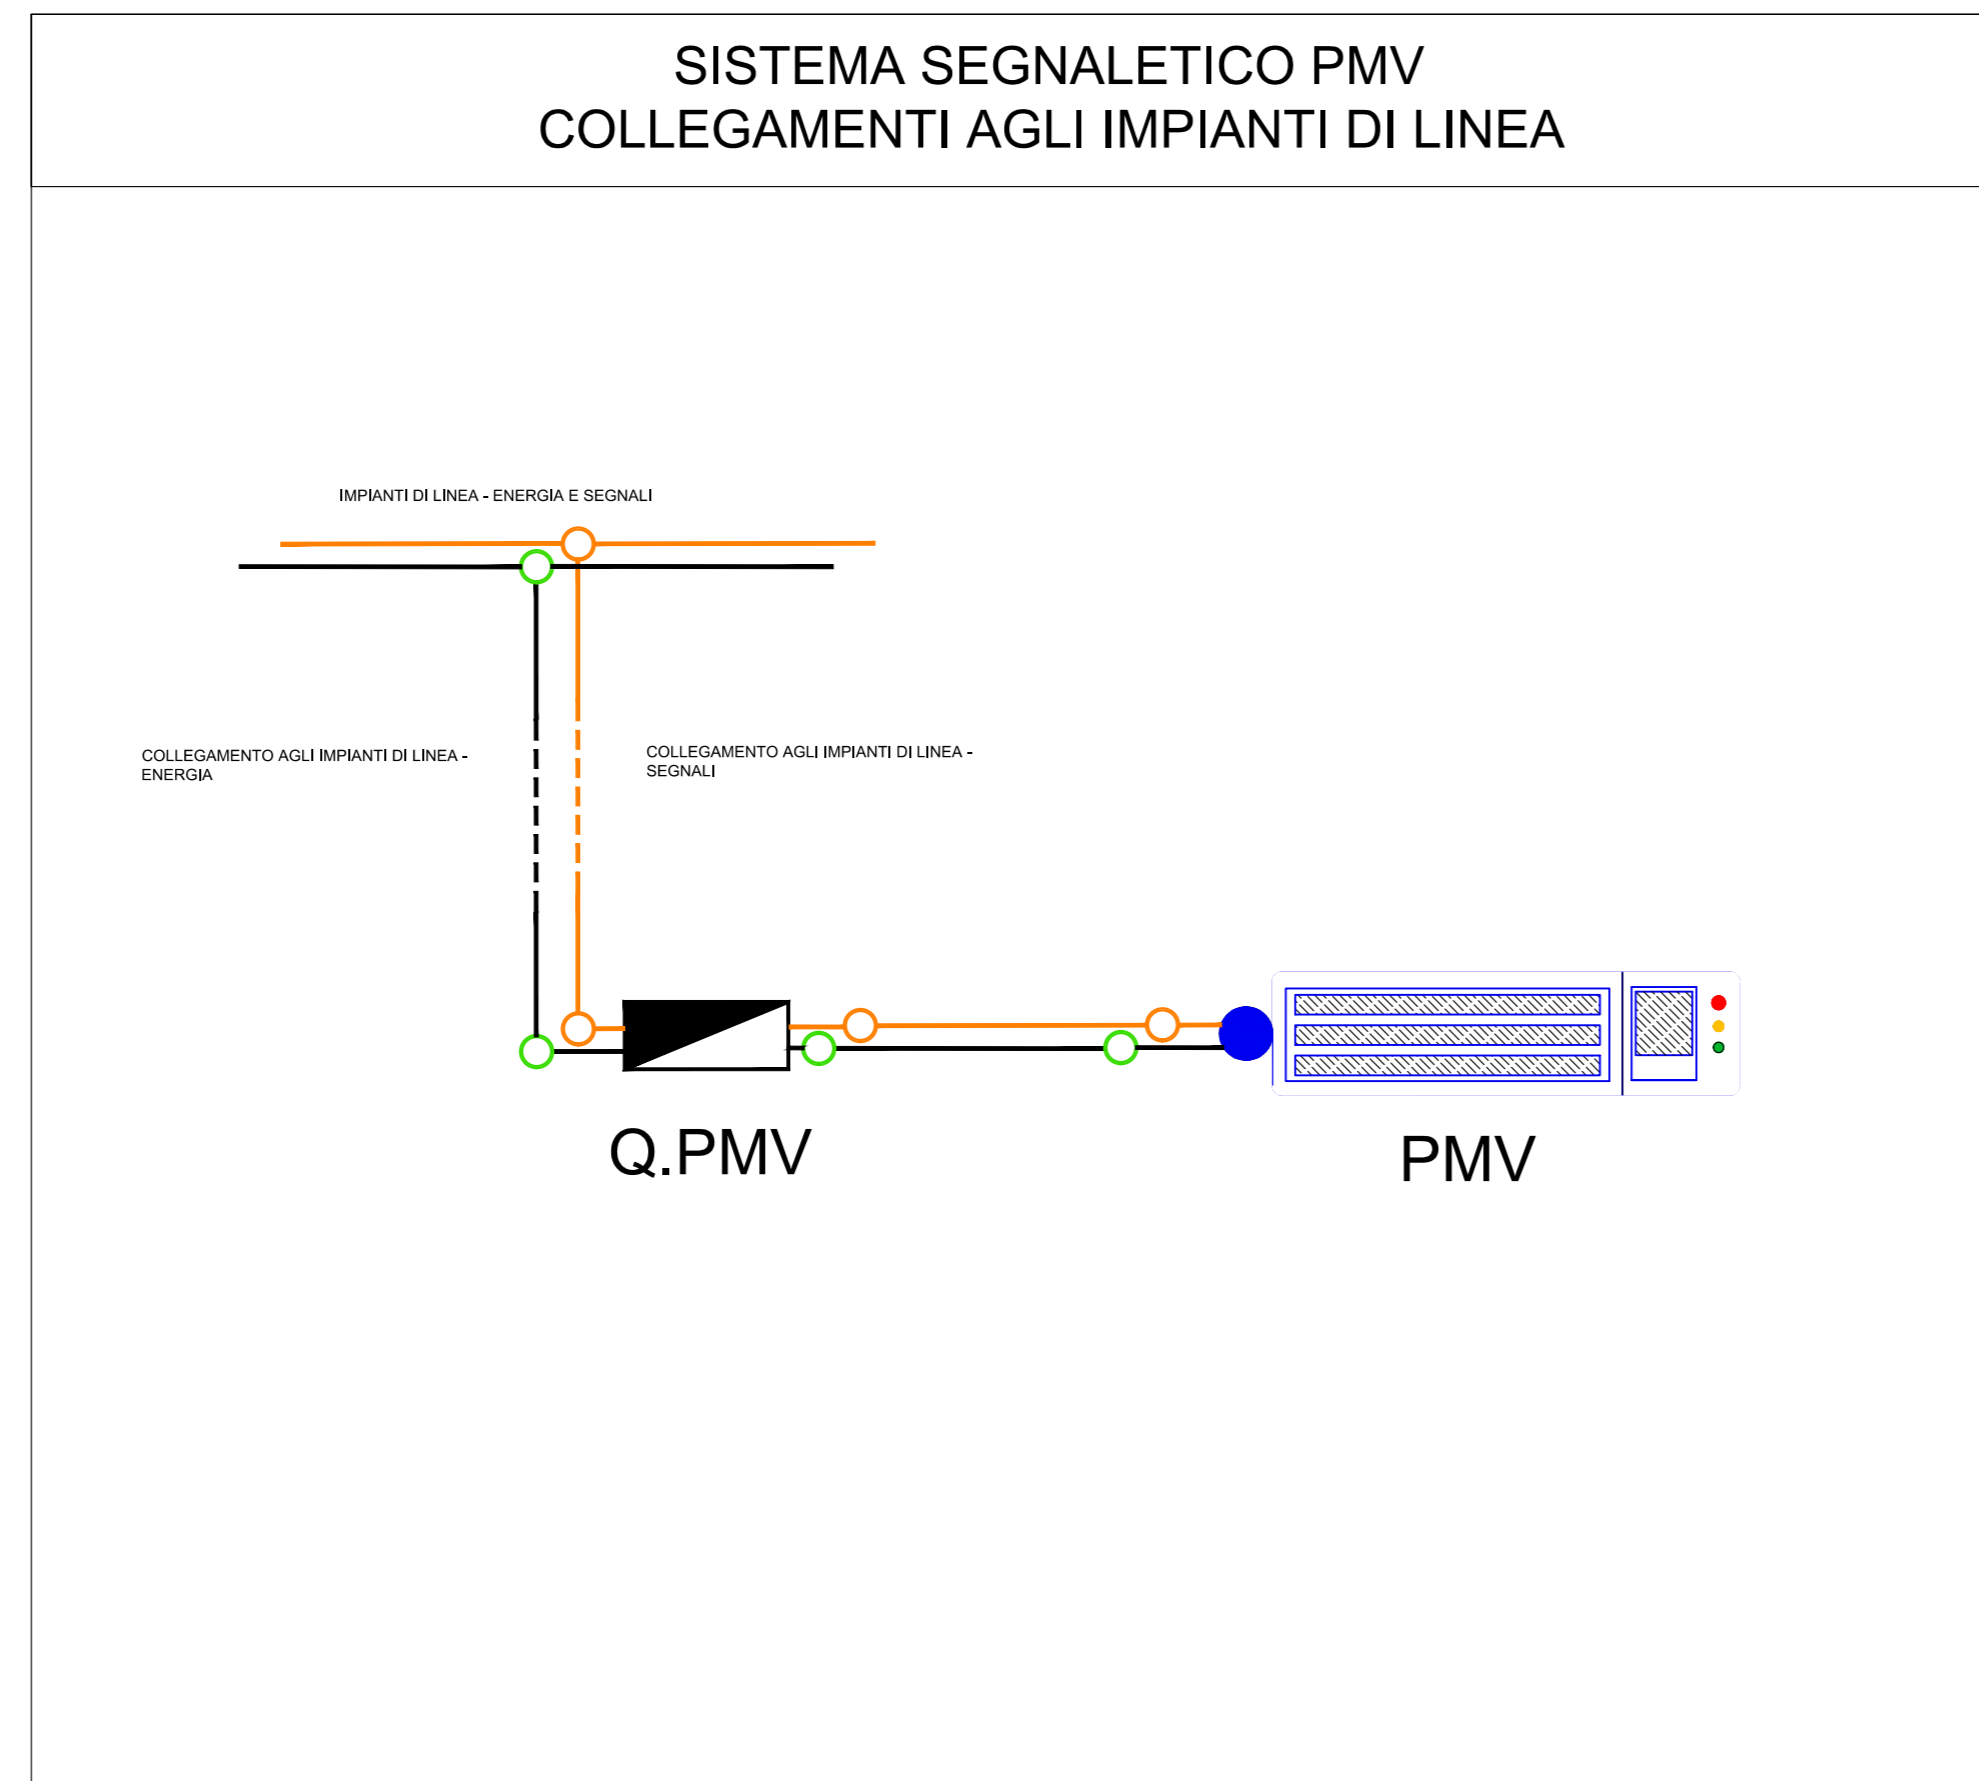 SISTEMA SEGNALETICO PMV
COLLEGAMENTI AGLI IMPIANTI DI LINEA
IMPIANTI DI LINEA - ENERGIA E SEGNALI
COLLEGAMENTO AGLI IMPIANTI DI LINEA -
ENERGIA
COLLEGAMENTO AGLI IMPIANTI DI LINEA -
SEGNALI
Q.PMV
PMV